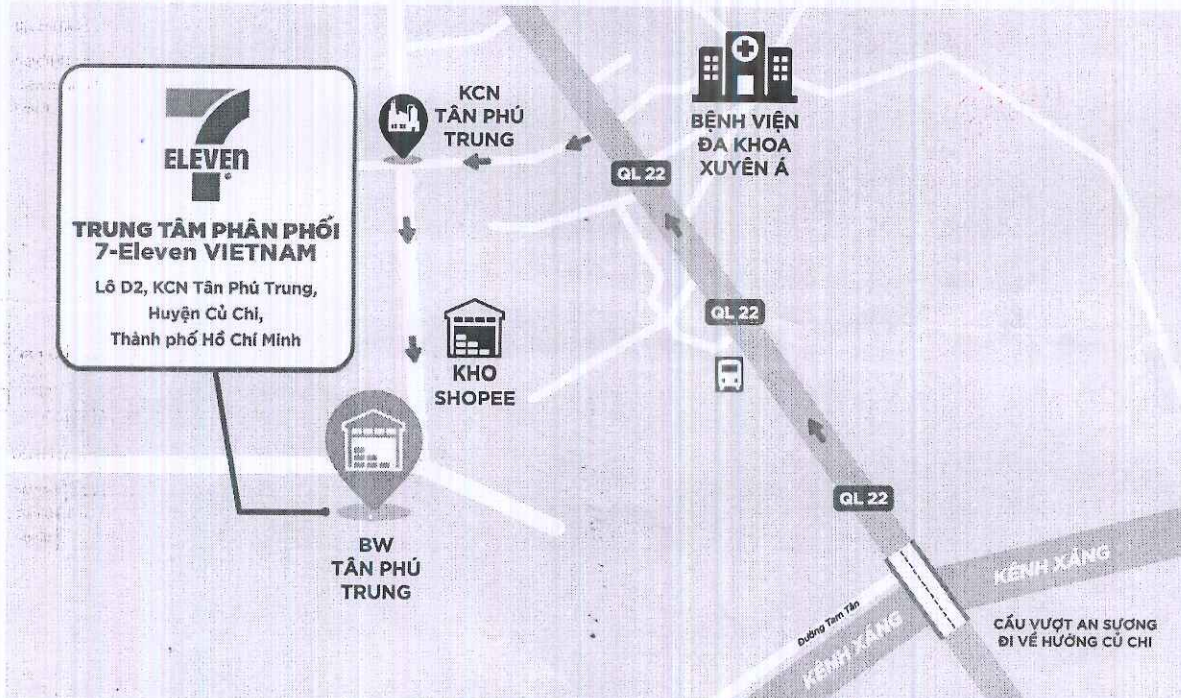 7
ELEVEn
TRUNG TÂM PHÂN PHỐI
7-Eleven VIETNAM
Lô D2, KCN Tân Phú Trung,
Huyện Củ Chi,
Thành phố Hồ Chí Minh
KCN
TÂN PHÚ
TRUNG
BỆNH VIỆN
ĐA KHOA
XUYÊN Á
QL 22
QL 22
KHO
SHOPEE
QL 22
BW
TÂN PHÚ
TRUNG
KÊNH XÁNG
Đường Tam Tân
KÊNH XÁNG
CẦU VƯỢT AN SƯƠNG
ĐI VỀ HƯỚNG CỦ CHI